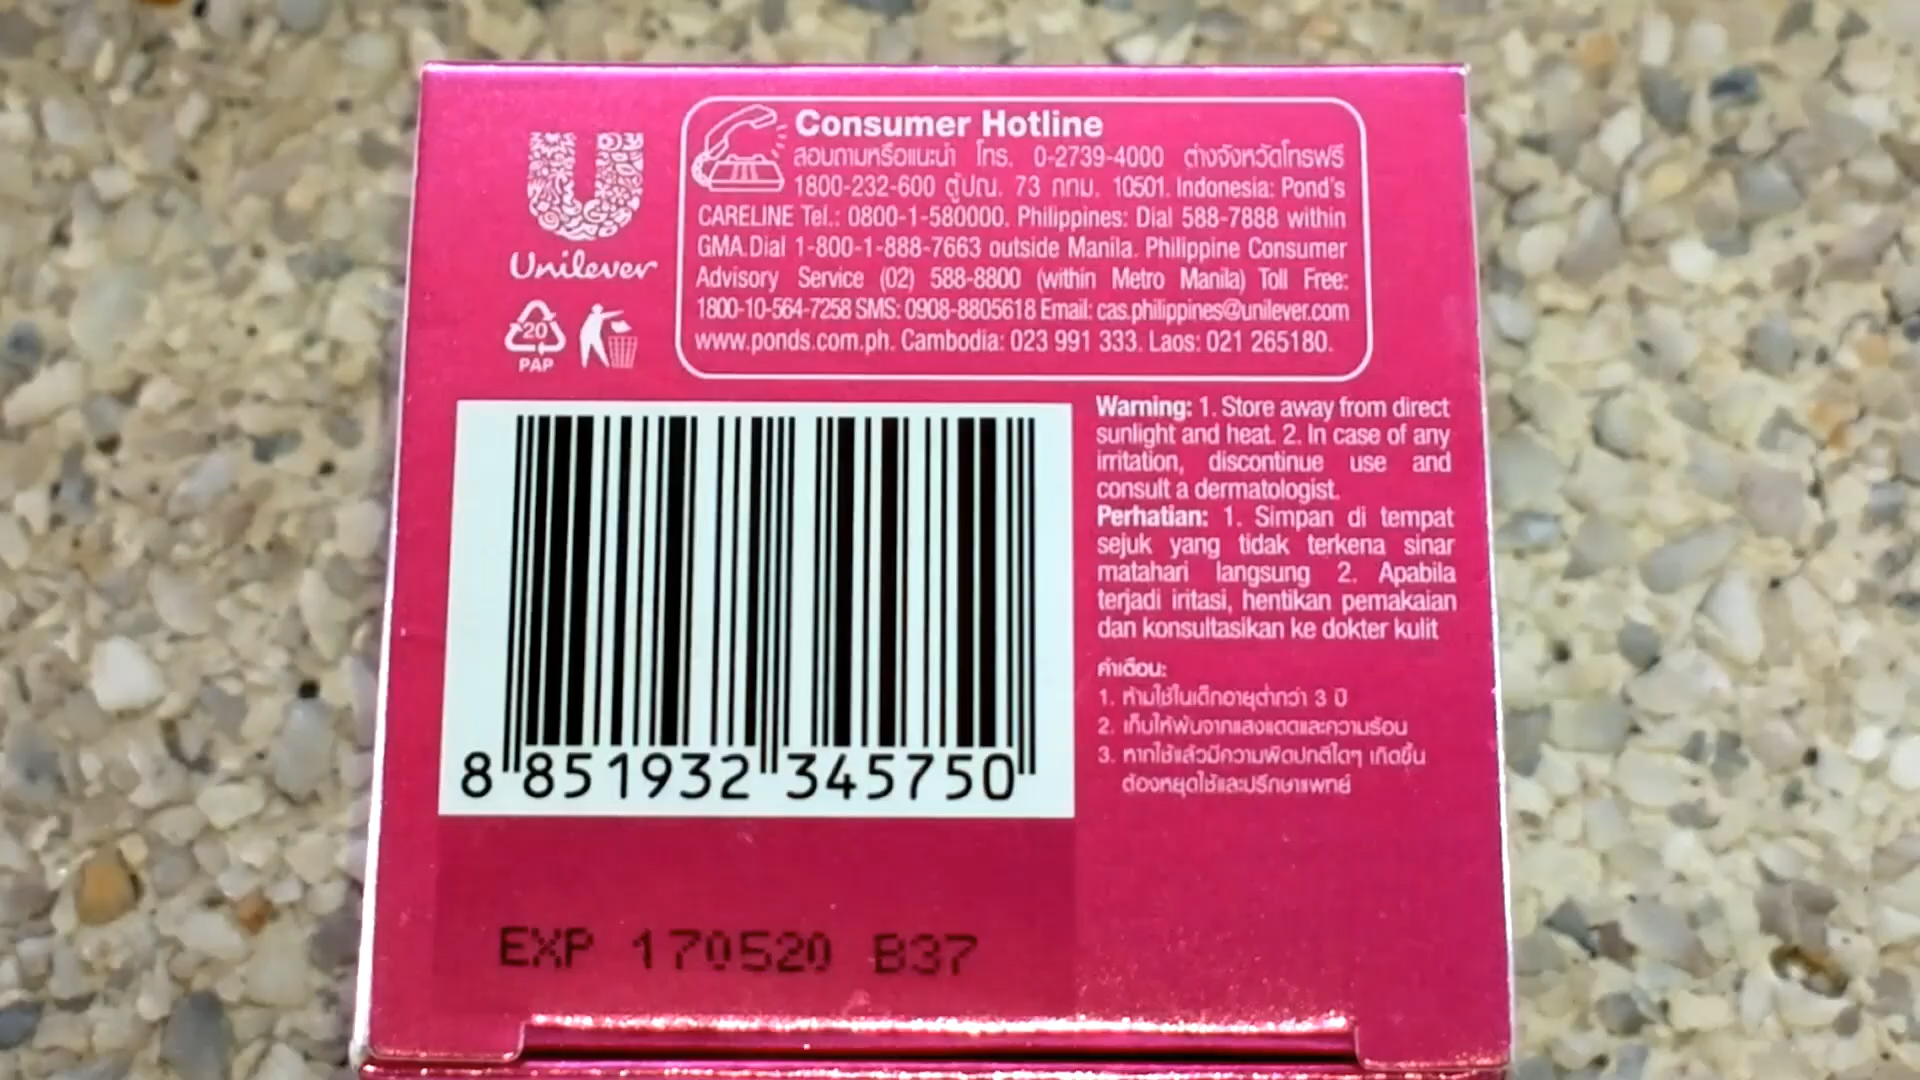 Consumer Hotline
สอบถามหรือแนะนำ โทร. 0-2739-4000 ต่างจังหวัดโทรฟรี
1800-232-600 ตู้ปณ. 73 กทม. 10501. Indonesia: Pond's
CARELINE Tel.: 0800-1-580000. Philippines: Dial 588-7888 within
GMA.Dial 1-800-1-888-7663 outside Manila. Philippine Consumer
Advisory Service (02) 588-8800 (within Metro Manila) Toll Free:
1800-10-564-7258 SMS: 0908-8805618 Email: cas.philippines@unilever.com
www.ponds.com.ph. Cambodia: 023 991 333. Laos: 021 265180.
Unilever
20
PAP
Warning: 1. Store away from direct
sunlight and heat. 2. In case of any
irritation, discontinue use and
consult a dermatologist.
Perhatian: 1. Simpan di tempat
sejuk yang tidak terkena sinar
matahari langsung 2. Apabila
terjadi iritasi, hentikan pemakaian
dan konsultasikan ke dokter kulit
คำเตือน:
1. ห้ามใช้ในเด็กอายุต่ำกว่า 3 ปี
2. เก็บให้พ้นจากแสงแดดและความร้อน
3. หากใช้แล้วมีความผิดปกติใดๆ เกิดขึ้น
ต้องหยุดใช้และปรึกษาแพทย์
8 851932 345750
EXP 170520 B37